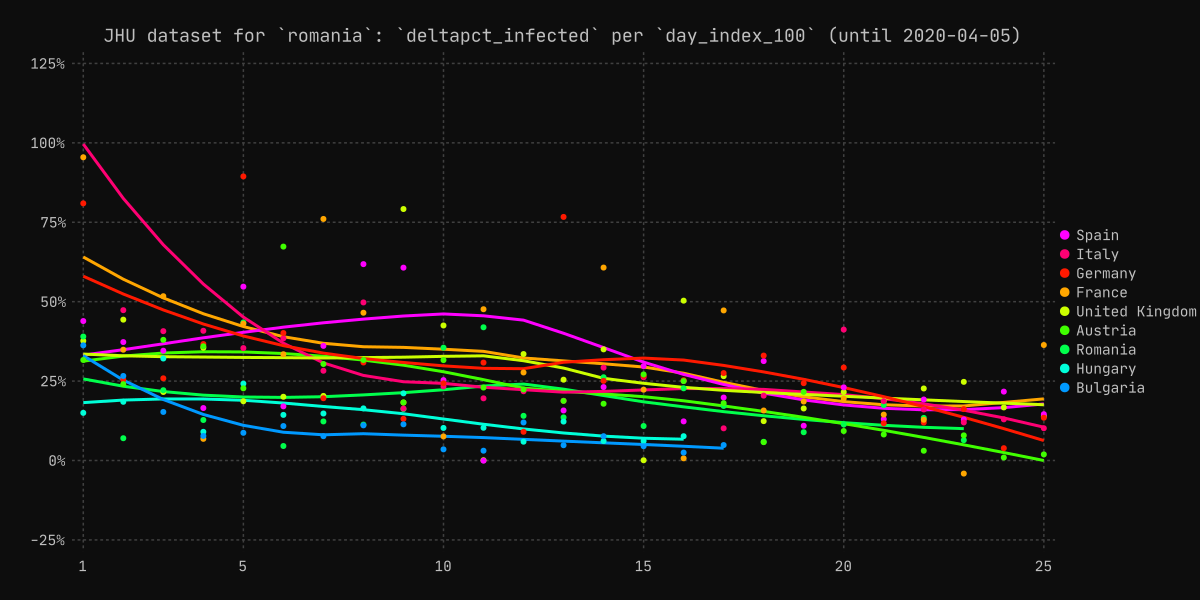 JHU dataset for `romania`: `deltapct_infected` per `day_index_100` (until 2020-04-05)
125%
100%
75%
50%
25%
0%
-25%
1 5 10 15 20 25
Spain
Italy
Germany
France
United Kingdom
Austria
Romania
Hungary
Bulgaria